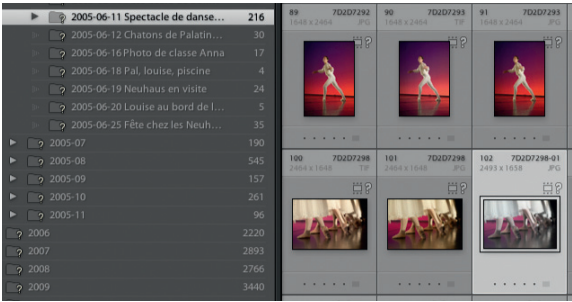 2005-06-11 Spectacle de danse... 216
2005-06-12 Chatons de Palatin... 30
2005-06-16 Photo de classe Anna 17
2005-06-18 Pal, louise, piscine 4
2005-06-19 Neuhaus en visite 24
2005-06-20 Louise au bord de l... 5
2005-06-25 Fête chez les Neuh... 35
2005-07 190
2005-08 545
2005-09 157
2005-10 261
2005-11 96
2006 2220
2007 2893
2008 2766
2009 3440
89 7D2D7292
1648 x 2464 JPG
90 7D2D7293
1648 x 2464 TIF
91 7D2D7293
1648 x 2464 JPG
100 7D2D7298
2464 x 1648 TIF
101 7D2D7298
2464 x 1648 JPG
102 7D2D7298-01
2493 x 1658 JPG